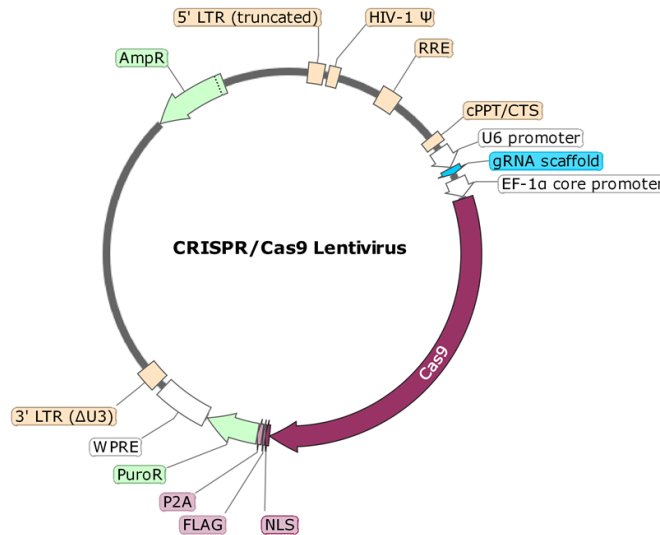 5' LTR (truncated)
HIV-1 Ψ
AmpR
RRE
cPPT/CTS
U6 promoter
gRNA scaffold
EF-1α core promoter
CRISPR/Cas9 Lentivirus
Cas9
3' LTR (ΔU3)
WPRE
PuroR
P2A
FLAG
NLS